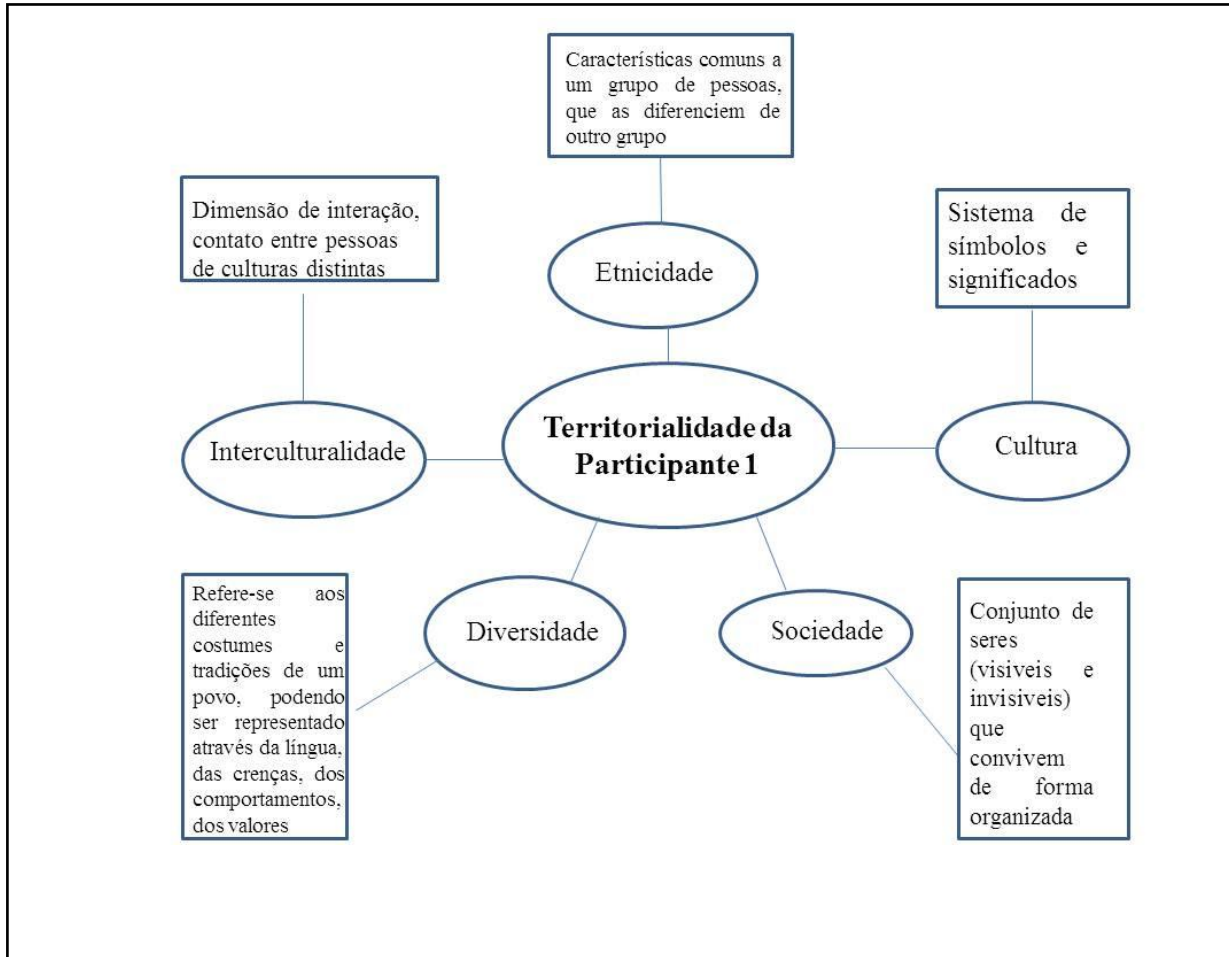 Características comuns a
um grupo de pessoas,
que as diferenciem de
outro grupo
Dimensão de interação,
contato entre pessoas
de culturas distintas
Sistema de
símbolos e
significados
Etnicidade
Interculturalidade
Territorialidade da
Participante 1
Cultura
Refere-se aos
diferentes
costumes e
tradições de um
povo, podendo
ser representado
através da língua,
das crenças, dos
comportamentos,
dos valores
Diversidade
Sociedade
Conjunto de
seres
(visiveis e
invisiveis)
que
convivem
de forma
organizada